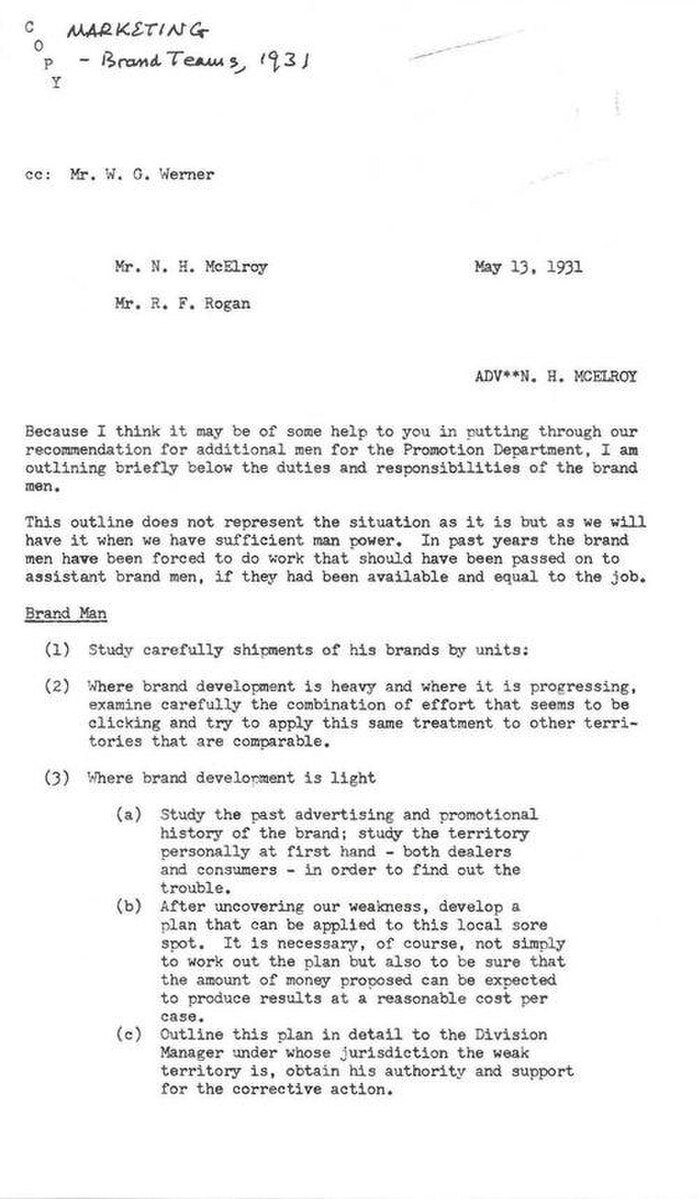 COPY MARKETING
- Brand Teams, 1931
cc: Mr. W. G. Werner
Mr. N. H. McElroy May 13, 1931
Mr. R. F. Rogan
ADV**N. H. MCELROY
Because I think it may be of some help to you in putting through our
recommendation for additional men for the Promotion Department, I am
outlining briefly below the duties and responsibilities of the brand
men.
This outline does not represent the situation as it is but as we will
have it when we have sufficient man power. In past years the brand
men have been forced to do work that should have been passed on to
assistant brand men, if they had been available and equal to the job.
Brand Man
(1) Study carefully shipments of his brands by units:
(2) Where brand development is heavy and where it is progressing,
examine carefully the combination of effort that seems to be
clicking and try to apply this same treatment to other terri-
tories that are comparable.
(3) Where brand development is light
(a) Study the past advertising and promotional
history of the brand; study the territory
personally at first hand - both dealers
and consumers - in order to find out the
trouble.
(b) After uncovering our weakness, develop a
plan that can be applied to this local sore
spot. It is necessary, of course, not simply
to work out the plan but also to be sure that
the amount of money proposed can be expected
to produce results at a reasonable cost per
case.
(c) Outline this plan in detail to the Division
Manager under whose jurisdiction the weak
territory is, obtain his authority and support
for the corrective action.